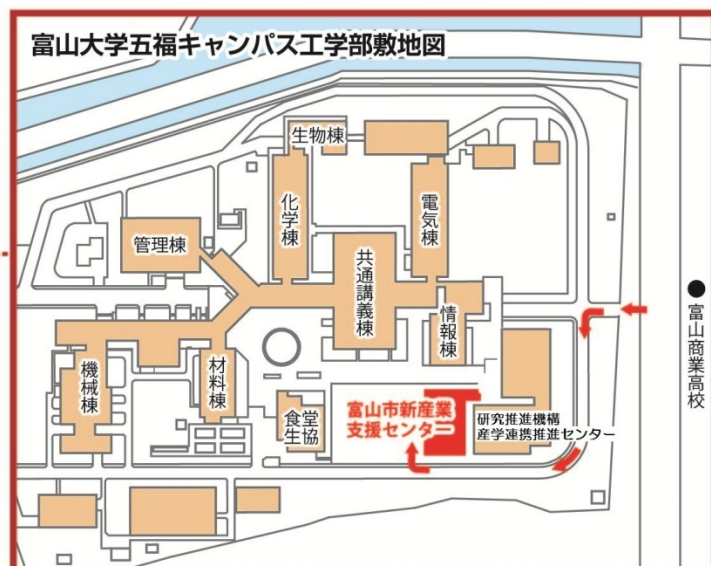 富山大学五福キャンパス工学部敷地図
生物棟
化学棟
電気棟
管理棟
共通講義棟
情報棟
富山商業高校
機械棟
材料棟
食堂
生協
富山市新産業
支援センター
研究推進機構
産学連携推進センター